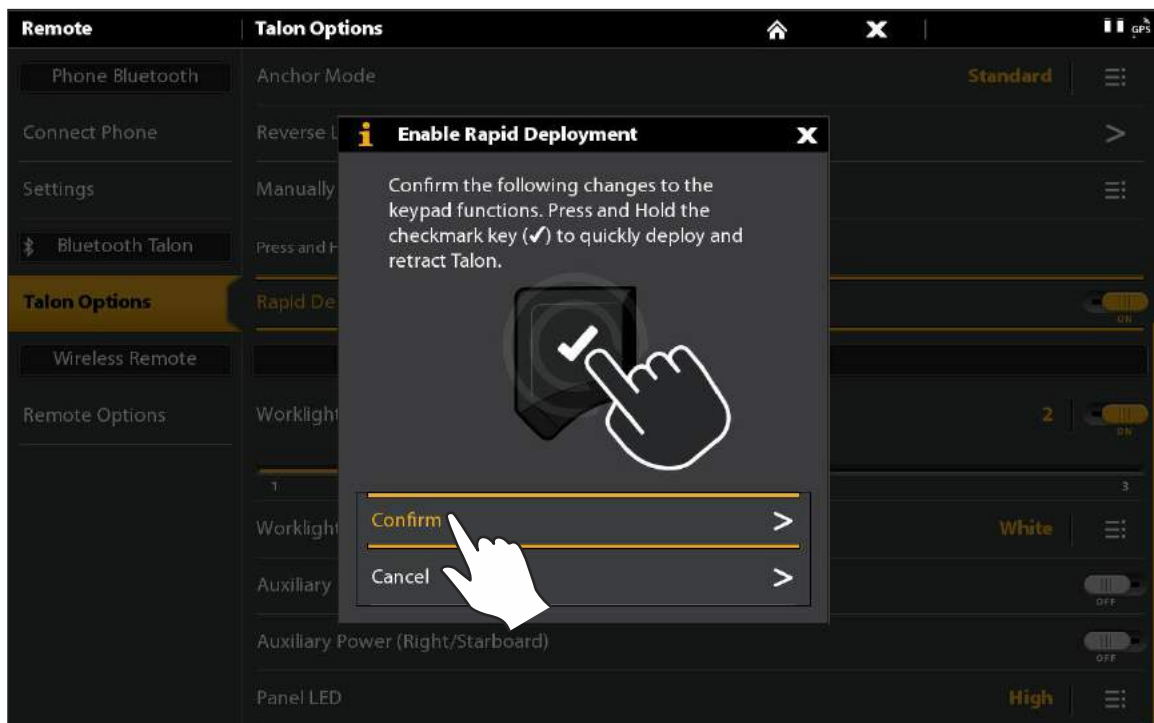 Remote
Talon Options
GPS
Phone Bluetooth
Anchor Mode
Standard
Connect Phone
Reverse L
Enable Rapid Deployment
Settings
Manually
Confirm the following changes to the
keypad functions. Press and Hold the
checkmark key (✓) to quickly deploy and
retract Talon.
Bluetooth Talon
Press and H
Talon Options
Rapid De
ON
Wireless Remote
Remote Options
Worklight
2
ON
1
3
Confirm
Worklight
White
Cancel
Auxiliary
OFF
Auxiliary Power (Right/Starboard)
OFF
Panel LED
High